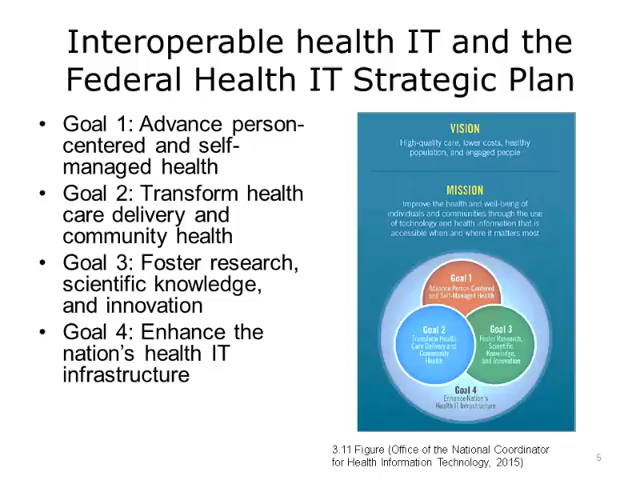 Interoperable health IT and the
Federal Health IT Strategic Plan
• Goal 1: Advance person-
centered and self-
managed health
• Goal 2: Transform health
care delivery and
community health
• Goal 3: Foster research,
scientific knowledge,
and innovation
• Goal 4: Enhance the
nation's health IT
infrastructure
VISION
High-quality care, lower costs, healthy
population, and engaged people
MISSION
Improve the health and well-being of
individuals and communities through the use
of technology and health information that is
accessible when and where it matters most
Goal 1
Advance Person-Centered
and Self-Managed Health
Goal 2
Transform Health
Care Delivery and
Community
Health
Goal 3
Foster Research,
Scientific
Knowledge,
and Innovation
Goal 4
Enhance Nation's
Health IT Infrastructure
3.11 Figure (Office of the National Coordinator
for Health Information Technology, 2015)
5